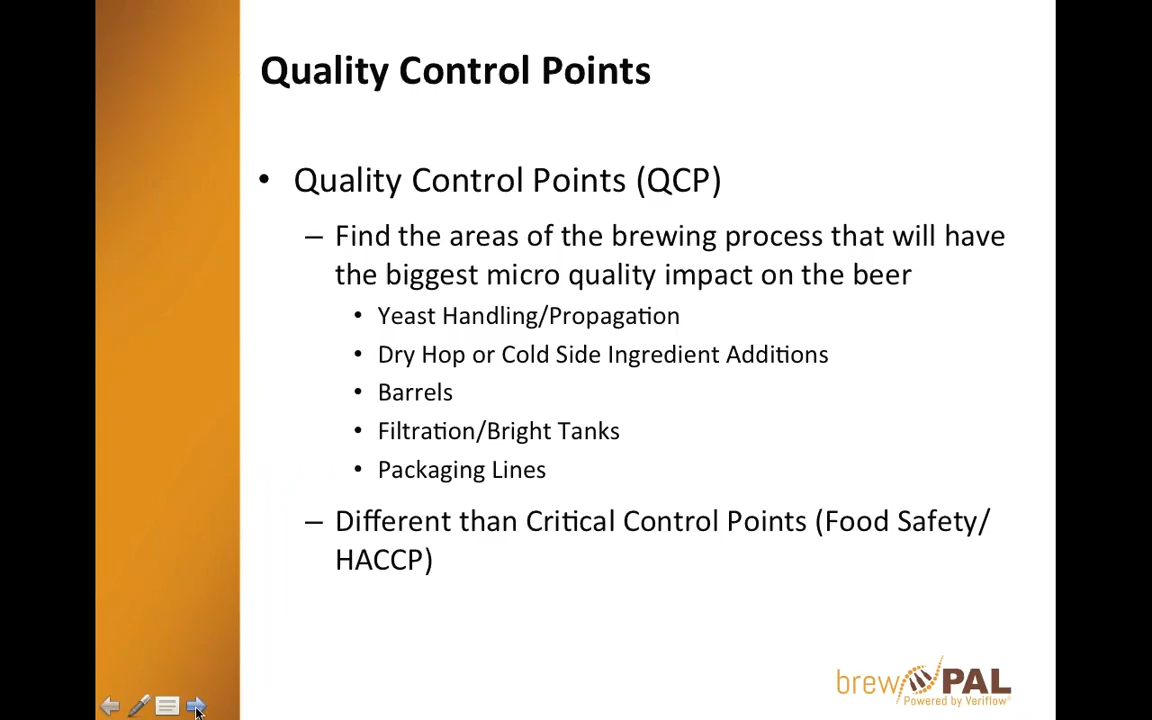 Quality Control Points
• Quality Control Points (QCP)
– Find the areas of the brewing process that will have
the biggest micro quality impact on the beer
• Yeast Handling/Propagation
• Dry Hop or Cold Side Ingredient Additions
• Barrels
• Filtration/Bright Tanks
• Packaging Lines
– Different than Critical Control Points (Food Safety/
HACCP)
brewPAL
Powered by Veriflow®